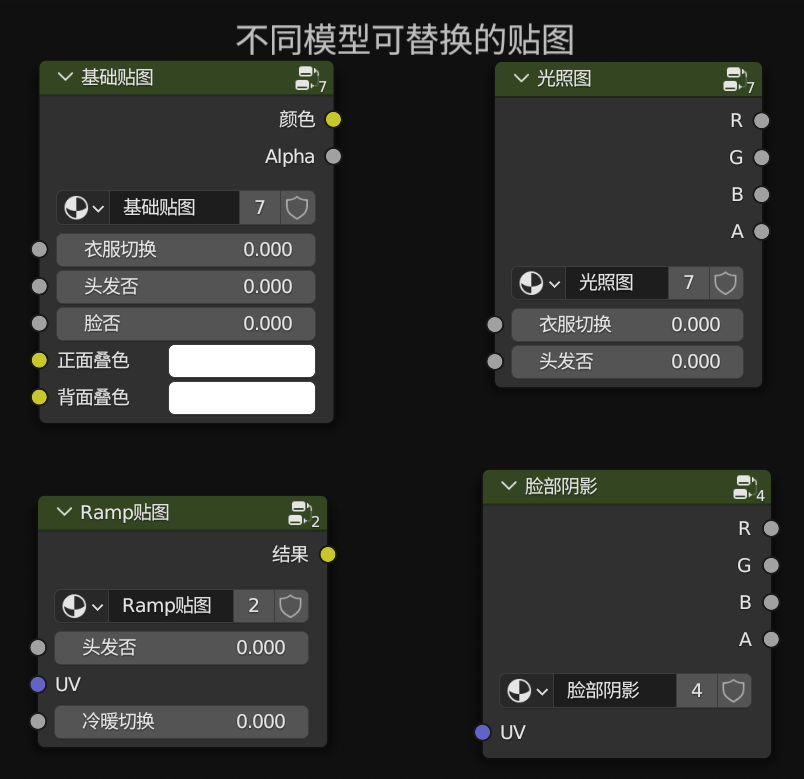 不同模型可替换的贴图
基础贴图 7
颜色
Alpha
基础贴图 7
衣服切换 0.000
头发否 0.000
脸否 0.000
正面叠色
背面叠色
光照图 7
R
G
B
A
光照图 7
衣服切换 0.000
头发否 0.000
Ramp贴图 2
结果
Ramp贴图 2
头发否 0.000
UV
冷暖切换 0.000
脸部阴影 4
R
G
B
A
脸部阴影 4
UV